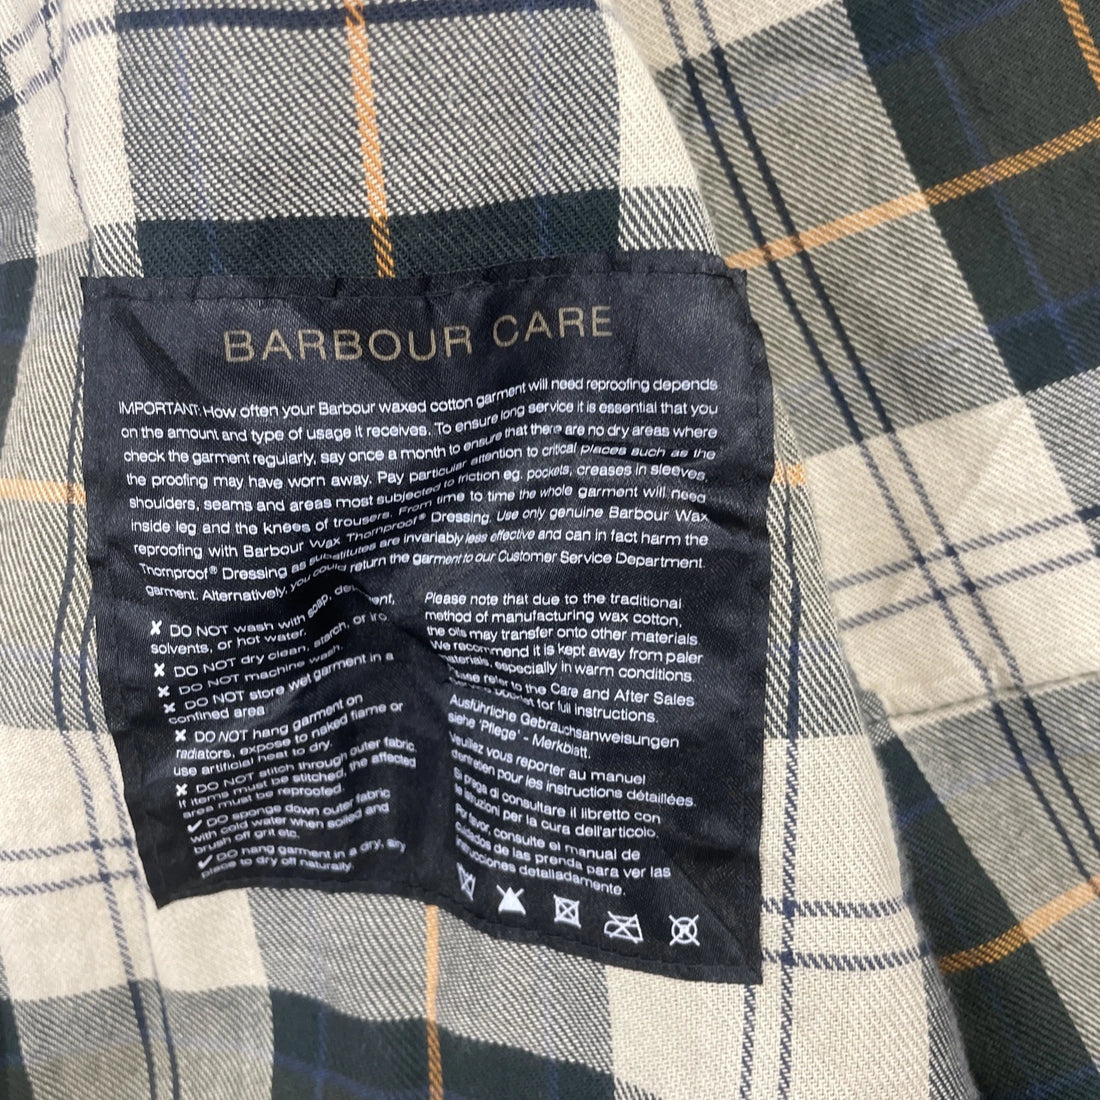 BARBOUR CARE
IMPORTANT: How often your Barbour waxed cotton garment will need reproofing depends
on the amount and type of usage it receives. To ensure long service it is essential that you
check the garment regularly, say once a month to ensure that there are no dry areas where
the proofing may have worn away. Pay particular attention to critical places such as the
shoulders, seams and areas most subjected to friction eg. pockets, creases in sleeves,
inside leg and the knees of trousers. From time to time the whole garment will need
reproofing with Barbour Wax Thornproof® Dressing. Use only genuine Barbour Wax
Thornproof® Dressing as substitutes are invariably less effective and can in fact harm the
garment. Alternatively, you could return the garment to our Customer Service Department.
✘ DO NOT wash with soap,
solvents, or hot water.
✘ DO NOT dry clean, starch, or iro
✘ DO NOT machine wash.
✘ DO NOT store wet garment in a
confined area
✘ DO NOT hang garment on
radiators, expose to naked flame or
use artificial heat to dry.
✘ DO NOT stitch through outer fabric.
If items must be stitched, the affected
area must be reproofed.
✔ DO sponge down outer fabric
with cold water when soiled and
brush off grit etc.
✔ DO hang garment in a dry, airy
place to dry off naturally.
Please note that due to the traditional
method of manufacturing wax cotton,
the oils may transfer onto other materials.
We recommend it is kept away from paler
materials, especially in warm conditions.
refer to the Care and After Sales
for full instructions.
Ausführliche Gebrauchsanweisungen
siehe 'Pflege' - Merkblatt.
Veuillez vous reporter au manuel
d'entretien pour les instructions détaillées.
Si prega di consultare il libretto con
le istruzioni per la cura dell'articolo.
Por favor, consulte el manual de
cuidados de las prenda para ver las
instrucciones detalladamente.